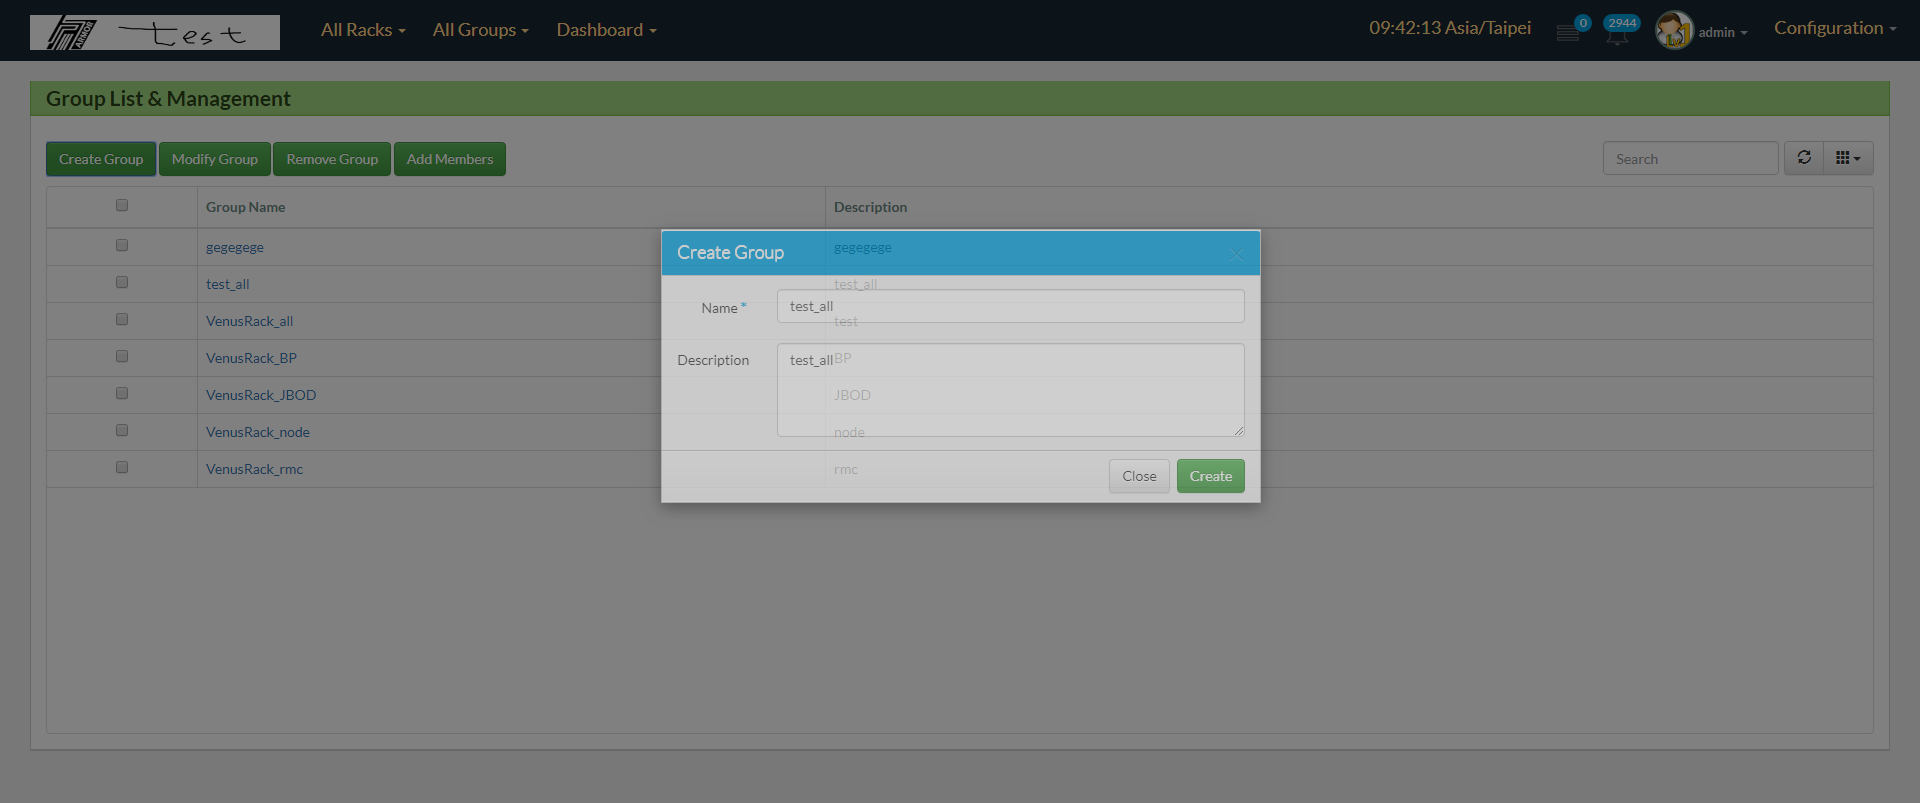 ARMOR test All Racks All Groups Dashboard 09:42:13 Asia/Taipei 0 2944 admin Configuration
Group List & Management
Create Group Modify Group Remove Group Add Members Search
Group Name Description
gegegege gegegege
test_all test_all
VenusRack_all test
VenusRack_BP BP
VenusRack_JBOD JBOD
VenusRack_node node
VenusRack_rmc rmc
Create Group ×
Name * test_all
Description test_all
Close Create